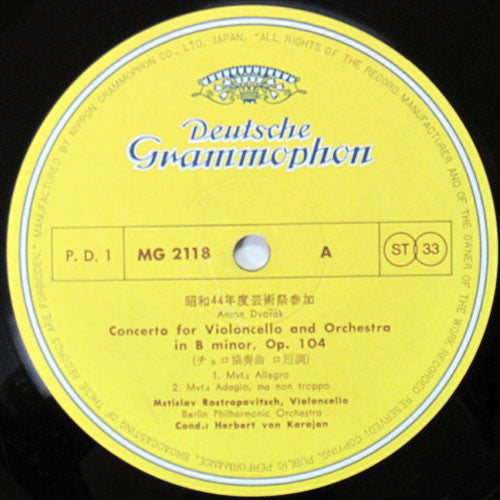 MANUFACTURED BY NIPPON GRAMMOPHON CO., LTD. JAPAN. "ALL RIGHTS OF THE RECORD MANUFACTURER AND OF THE OWNER OF THE WORK RECORDED RESERVED. COPYING, PUBLIC PERFORMANCE, BROADCASTING OF THESE RECORDS ARE FORBIDDEN."
Deutsche
Grammophon
P. D. 1 MG 2118 A ST 33
昭和44年度芸術祭参加
Anton Dvořák
Concerto for Violoncello and Orchestra
in B minor, Op. 104
(チェロ協奏曲 ロ短調)
1. Mvt.: Allegro
2. Mvt.: Adagio, ma non troppo
Mstislav Rostropovitsch, Violoncello
Berlin Philharmonic Orchestra
Cond.: Herbert von Karajan